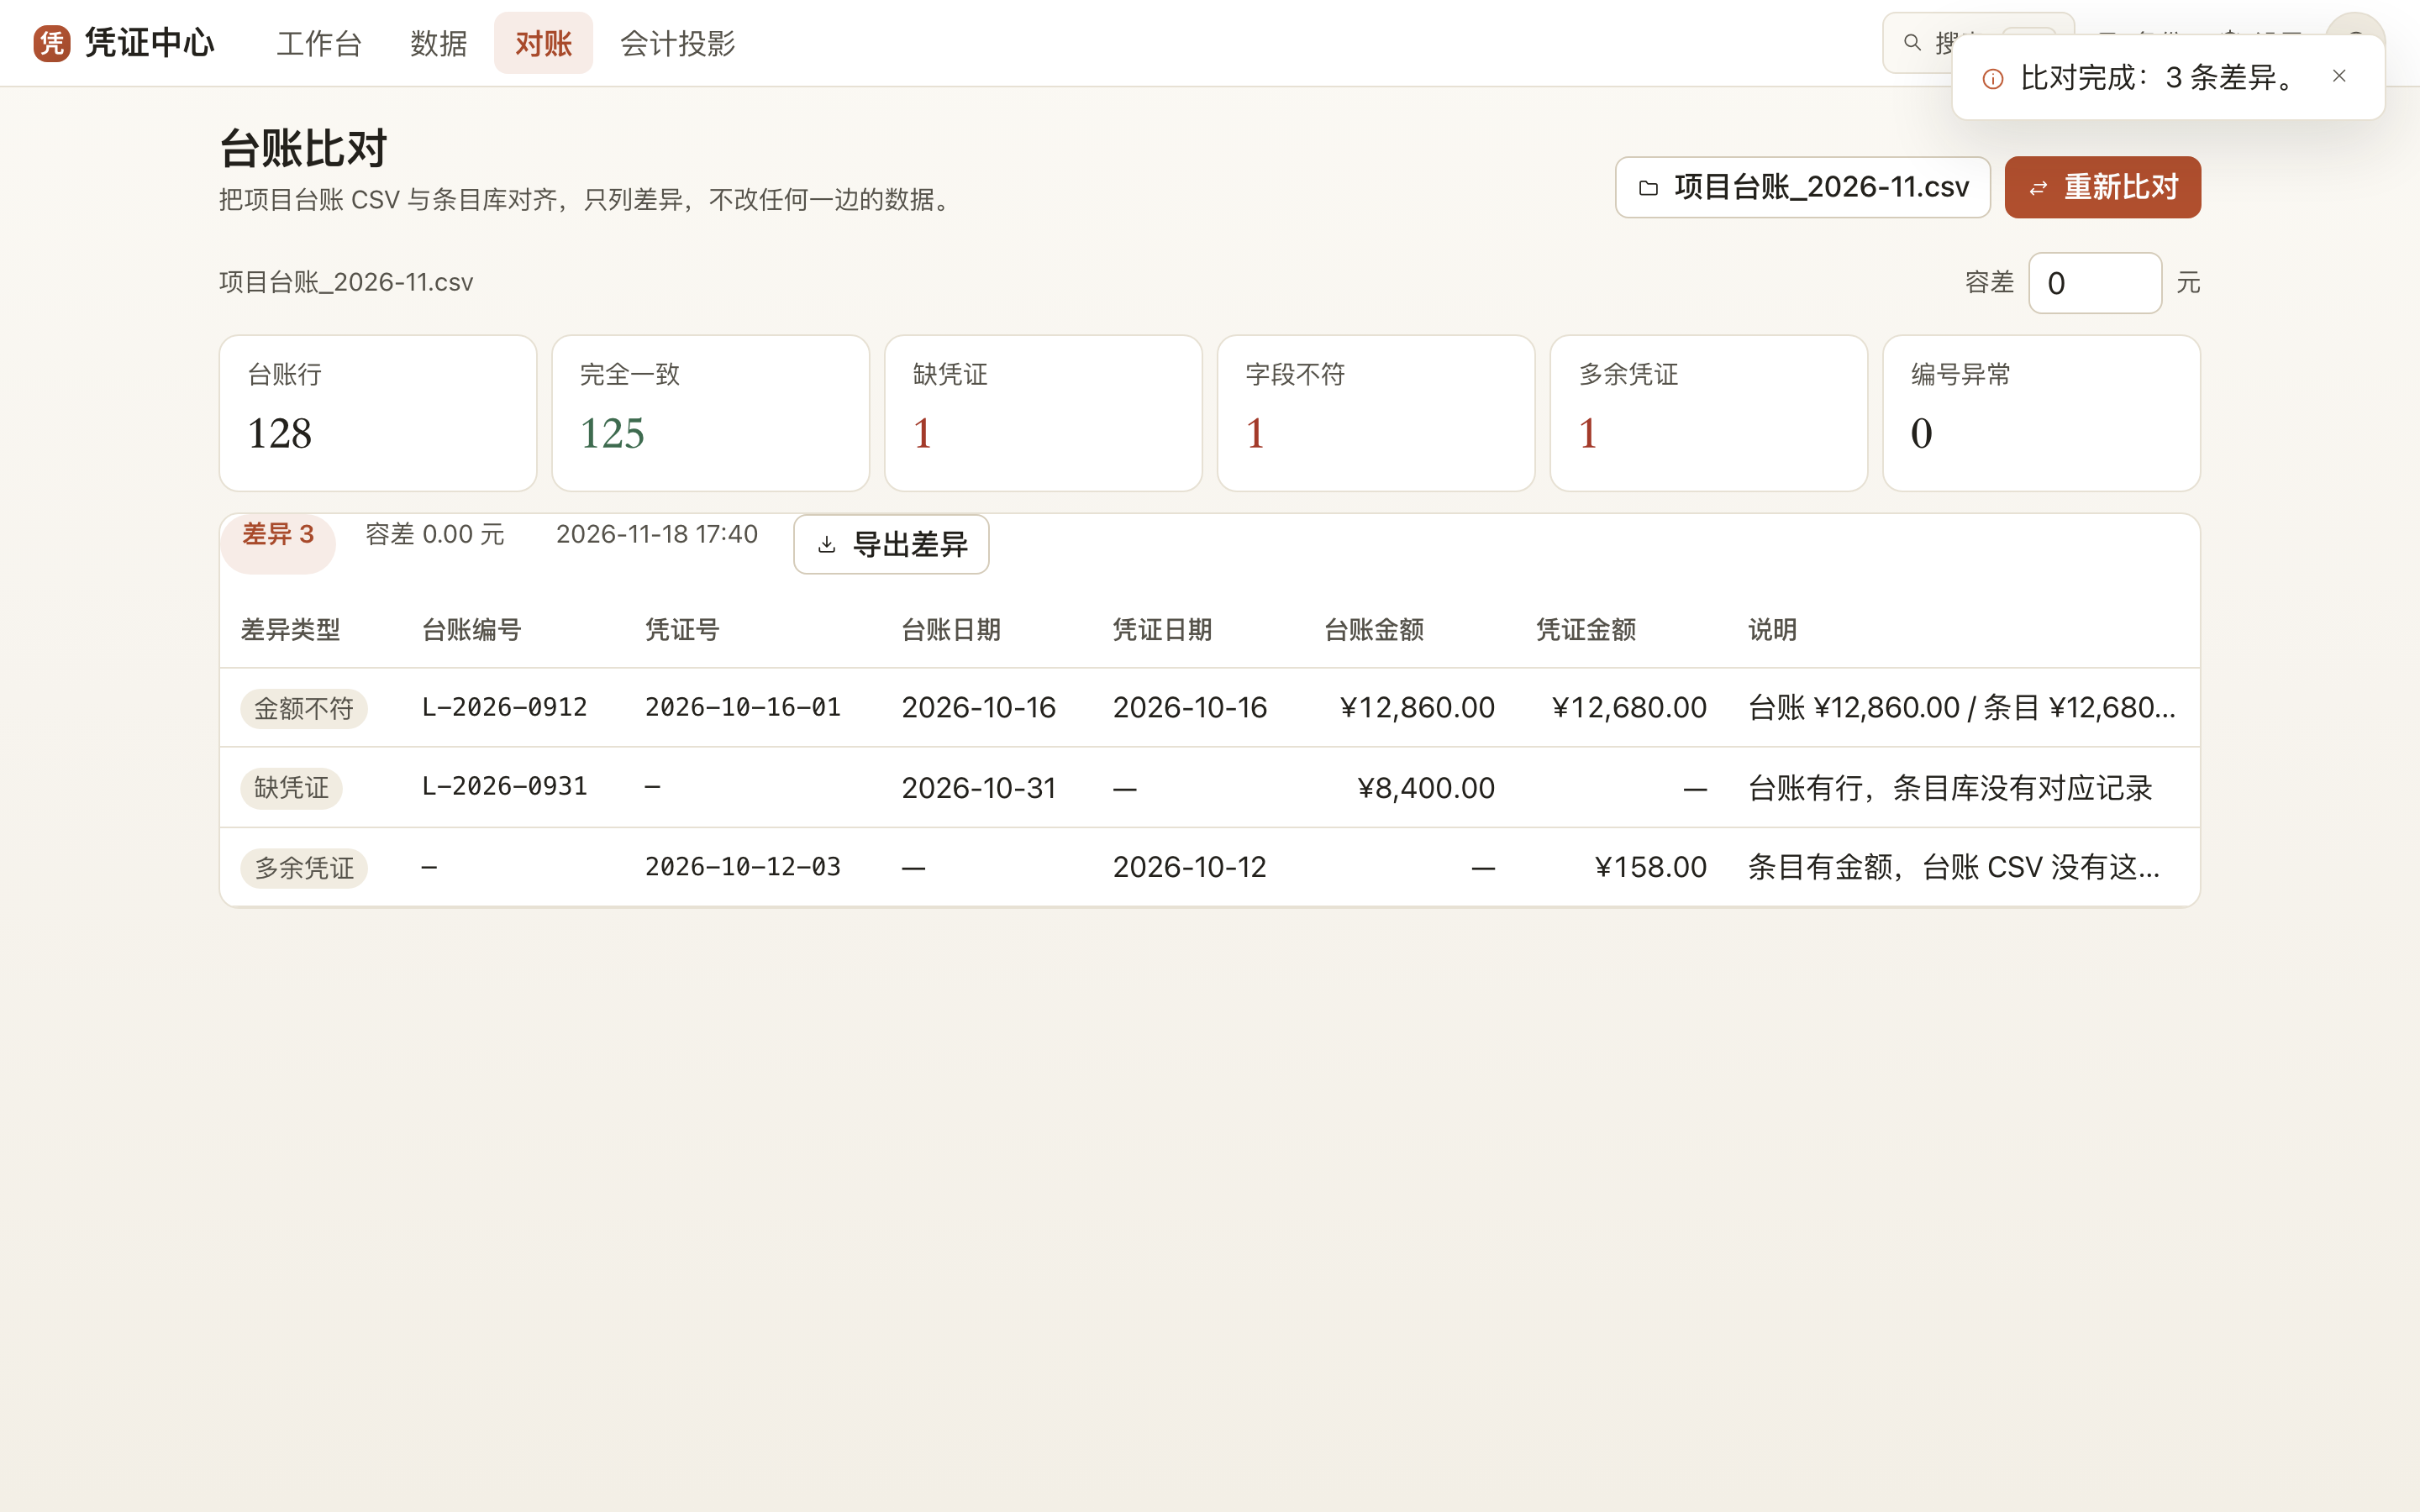 凭 凭证中心 工作台 数据 对账 会计投影
比对完成：3 条差异。
台账比对
把项目台账 CSV 与条目库对齐，只列差异，不改任何一边的数据。
项目台账_2026-11.csv 重新比对
项目台账_2026-11.csv 容差 0 元
台账行 完全一致 缺凭证 字段不符 多余凭证 编号异常
128 125 1 1 1 0
差异 3 容差 0.00 元 2026-11-18 17:40 导出差异
差异类型 台账编号 凭证号 台账日期 凭证日期 台账金额 凭证金额 说明
金额不符 L-2026-0912 2026-10-16-01 2026-10-16 2026-10-16 ¥12,860.00 ¥12,680.00 台账 ¥12,860.00 / 条目 ¥12,680...
缺凭证 L-2026-0931 — 2026-10-31 — ¥8,400.00 — 台账有行，条目库没有对应记录
多余凭证 — 2026-10-12-03 — 2026-10-12 — ¥158.00 条目有金额，台账 CSV 没有这...